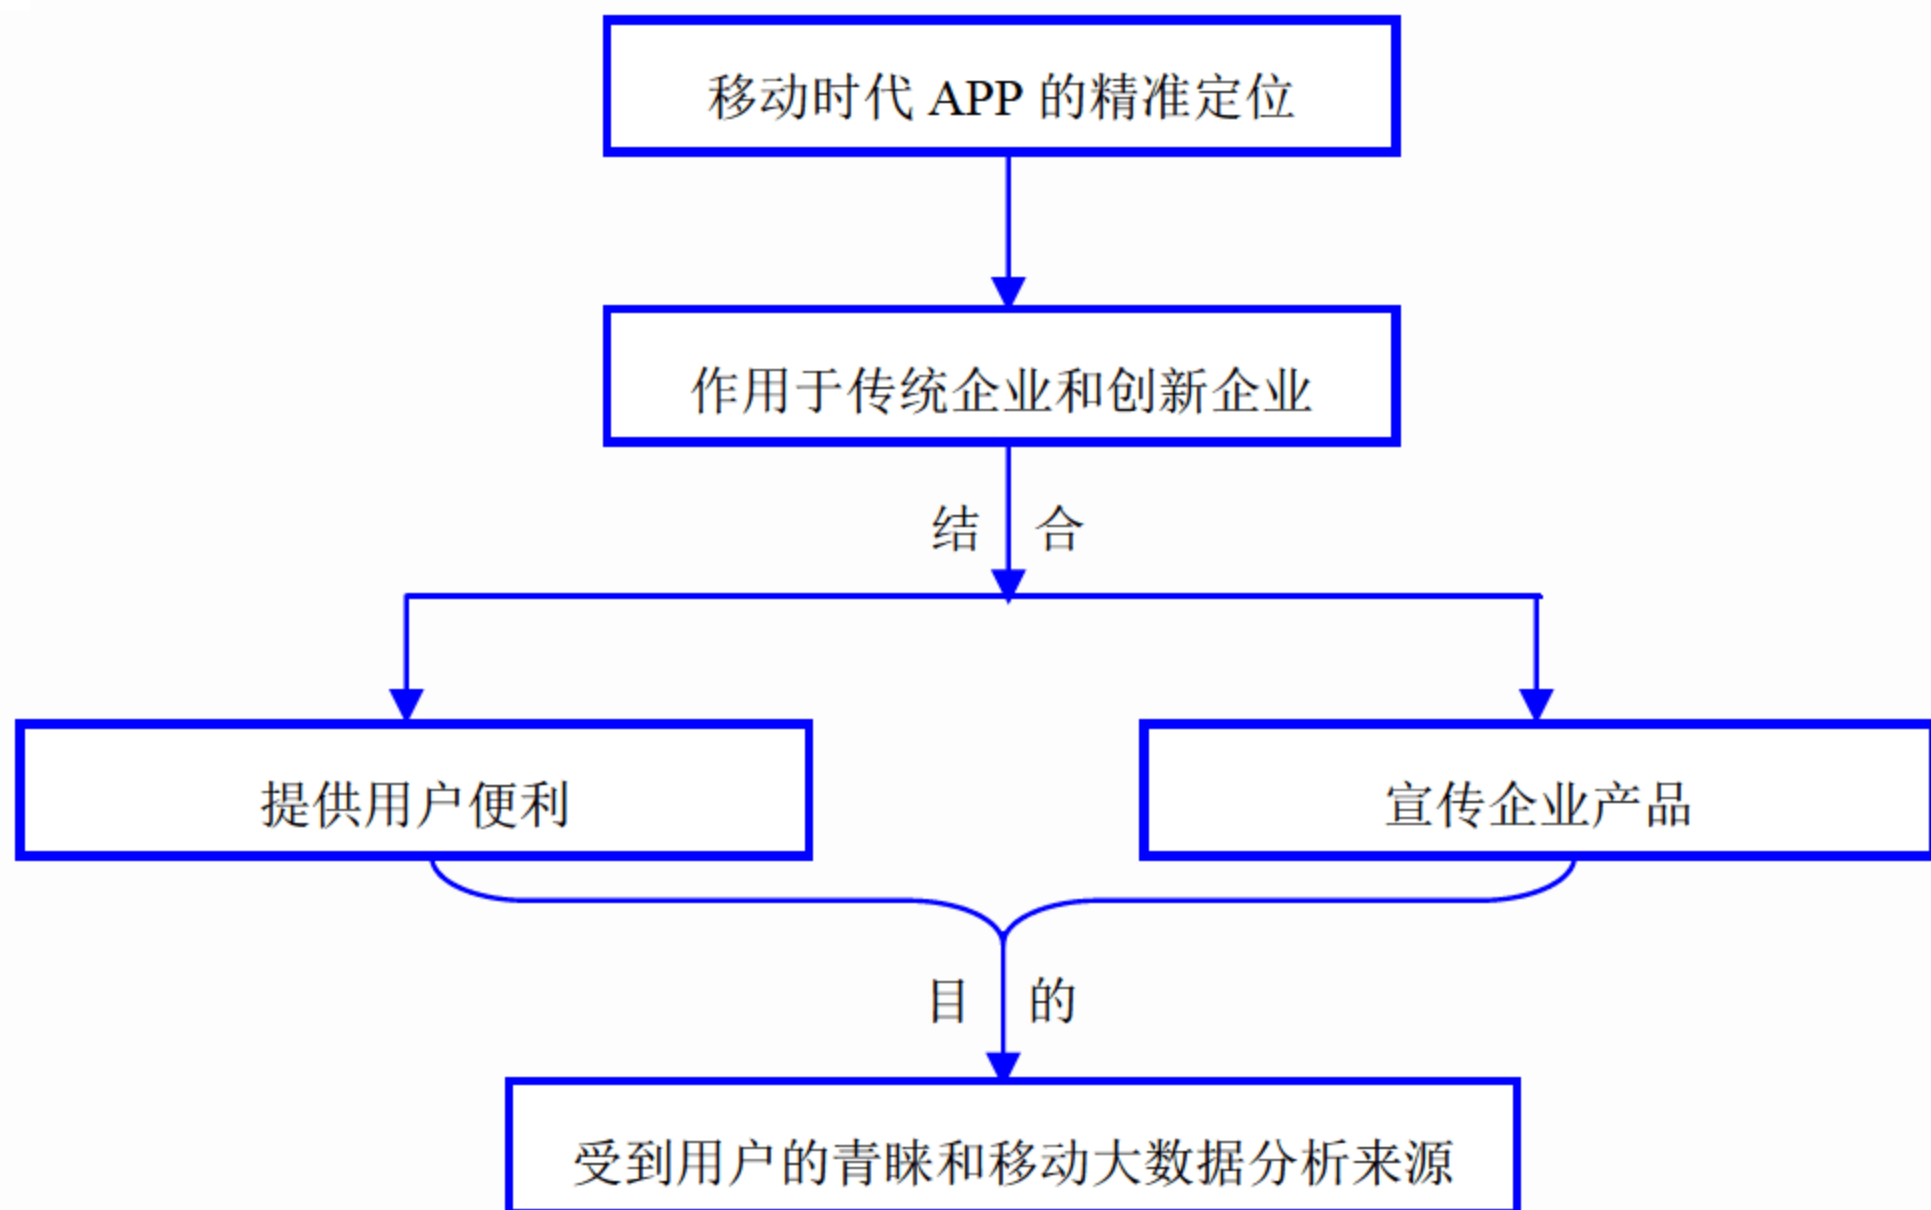 移动时代 APP 的精准定位
作用于传统企业和创新企业
结 合
提供用户便利
宣传企业产品
目 的
受到用户的青睐和移动大数据分析来源